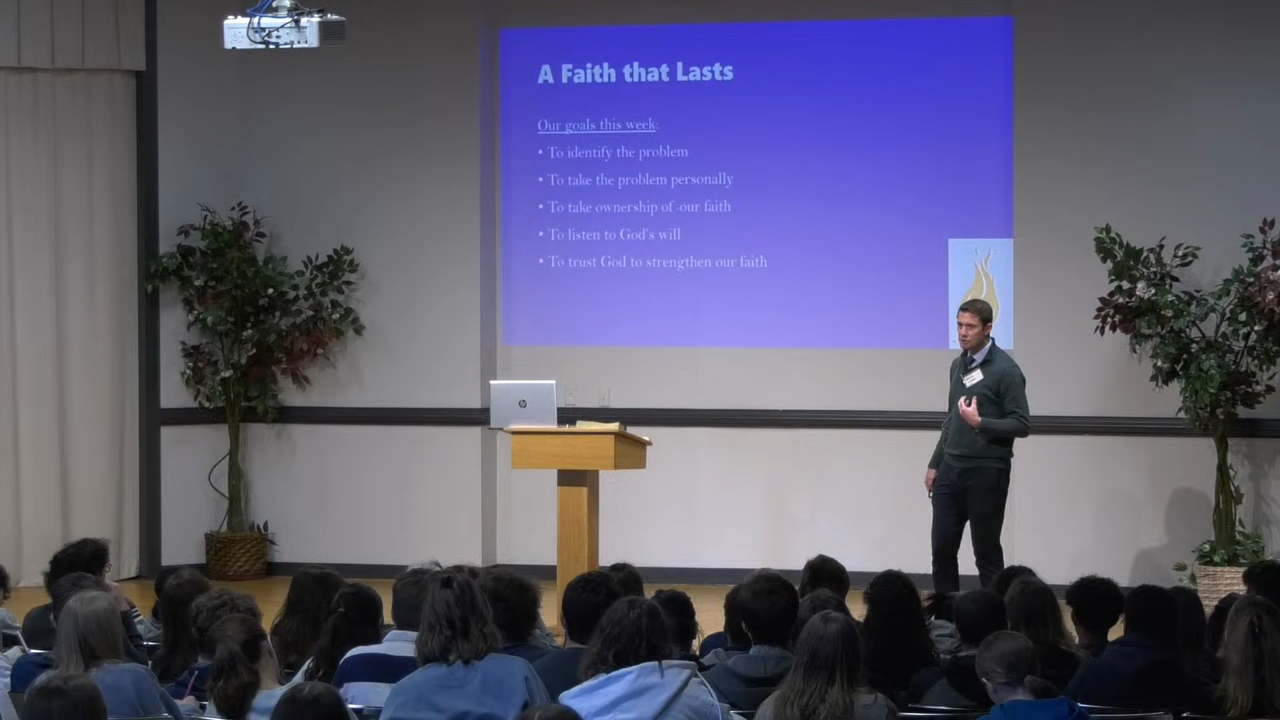 A Faith that Lasts
Our goals this week:
• To identify the problem
• To take the problem personally
• To take ownership of our faith
• To listen to God's will
• To trust God to strengthen our faith
hp